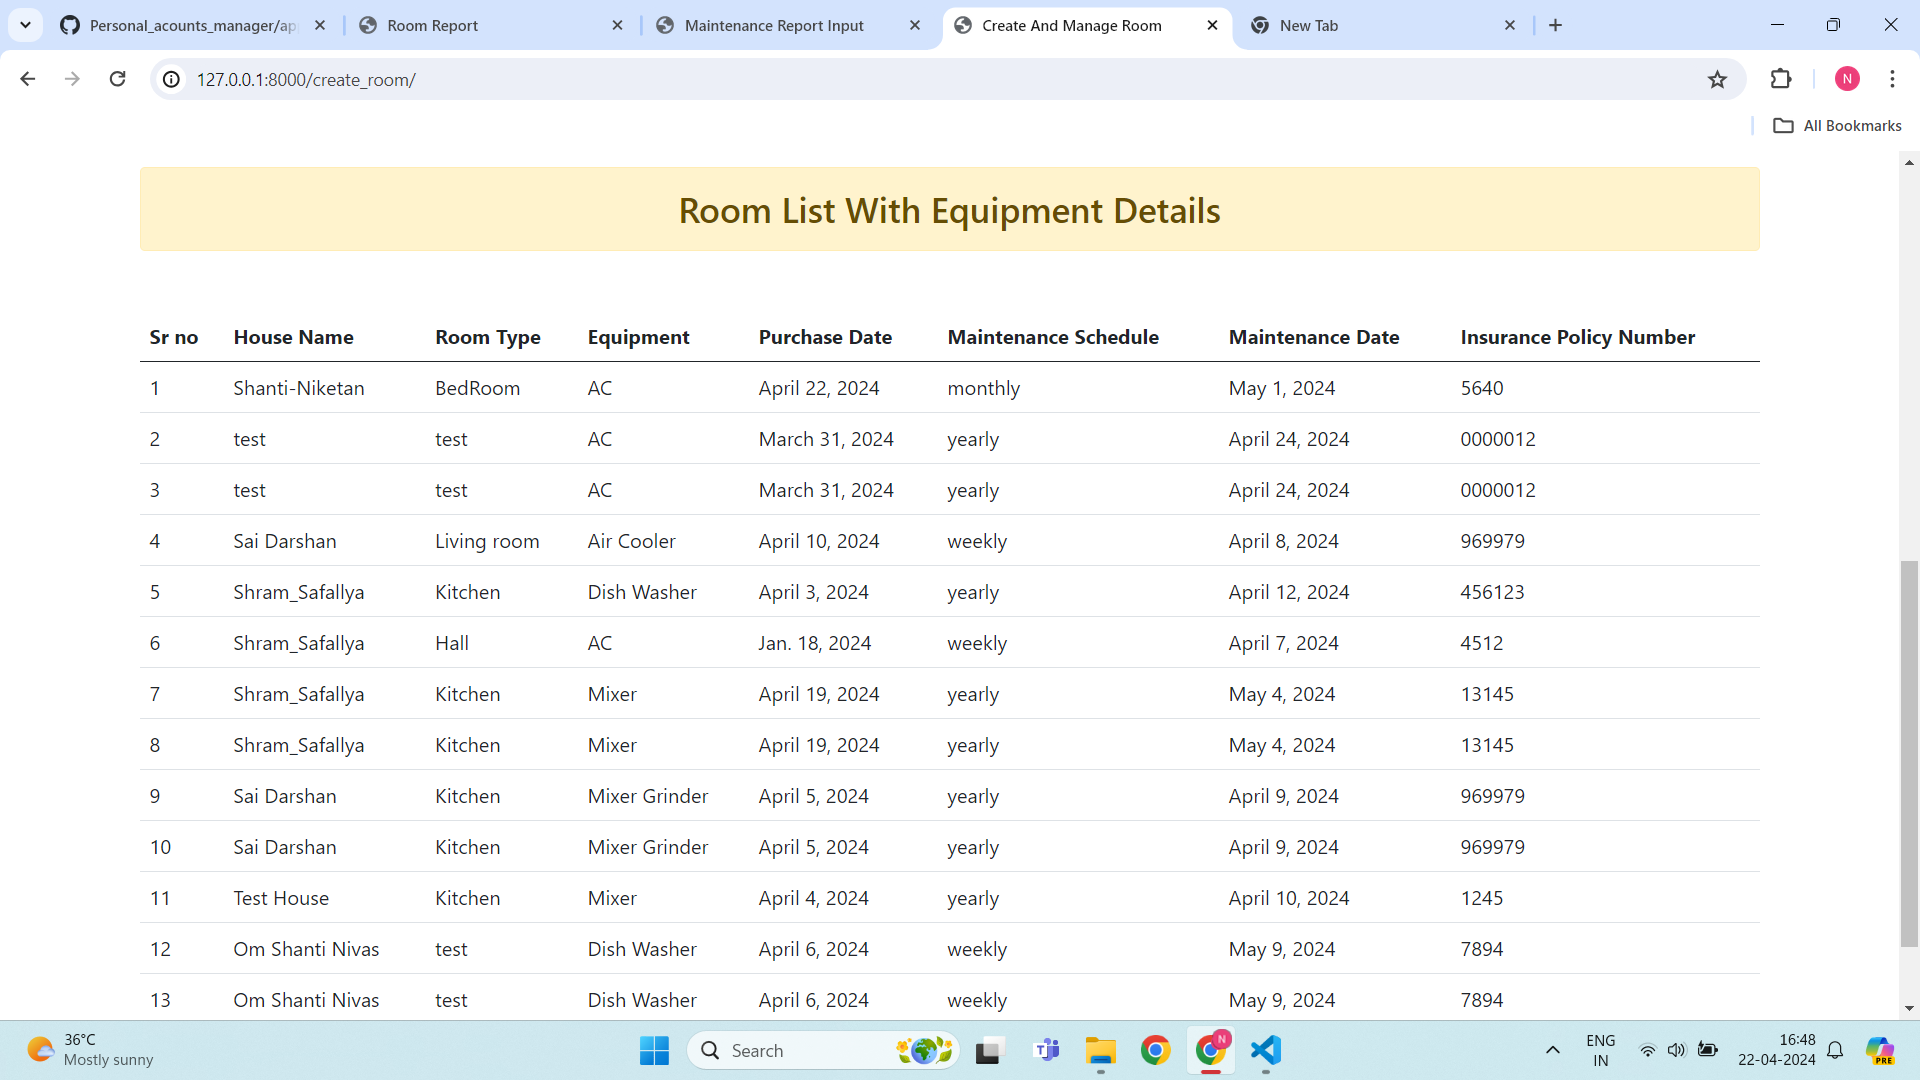 Personal_acounts_manager/ap
Room Report
Maintenance Report Input
Create And Manage Room
New Tab
127.0.0.1:8000/create_room/
N
All Bookmarks
Room List With Equipment Details
Sr no House Name Room Type Equipment Purchase Date Maintenance Schedule Maintenance Date Insurance Policy Number
1 Shanti-Niketan BedRoom AC April 22, 2024 monthly May 1, 2024 5640
2 test test AC March 31, 2024 yearly April 24, 2024 0000012
3 test test AC March 31, 2024 yearly April 24, 2024 0000012
4 Sai Darshan Living room Air Cooler April 10, 2024 weekly April 8, 2024 969979
5 Shram_Safallya Kitchen Dish Washer April 3, 2024 yearly April 12, 2024 456123
6 Shram_Safallya Hall AC Jan. 18, 2024 weekly April 7, 2024 4512
7 Shram_Safallya Kitchen Mixer April 19, 2024 yearly May 4, 2024 13145
8 Shram_Safallya Kitchen Mixer April 19, 2024 yearly May 4, 2024 13145
9 Sai Darshan Kitchen Mixer Grinder April 5, 2024 yearly April 9, 2024 969979
10 Sai Darshan Kitchen Mixer Grinder April 5, 2024 yearly April 9, 2024 969979
11 Test House Kitchen Mixer April 4, 2024 yearly April 10, 2024 1245
12 Om Shanti Nivas test Dish Washer April 6, 2024 weekly May 9, 2024 7894
13 Om Shanti Nivas test Dish Washer April 6, 2024 weekly May 9, 2024 7894
36°C
Mostly sunny
Search
N
ENG
IN
16:48
22-04-2024
PRE